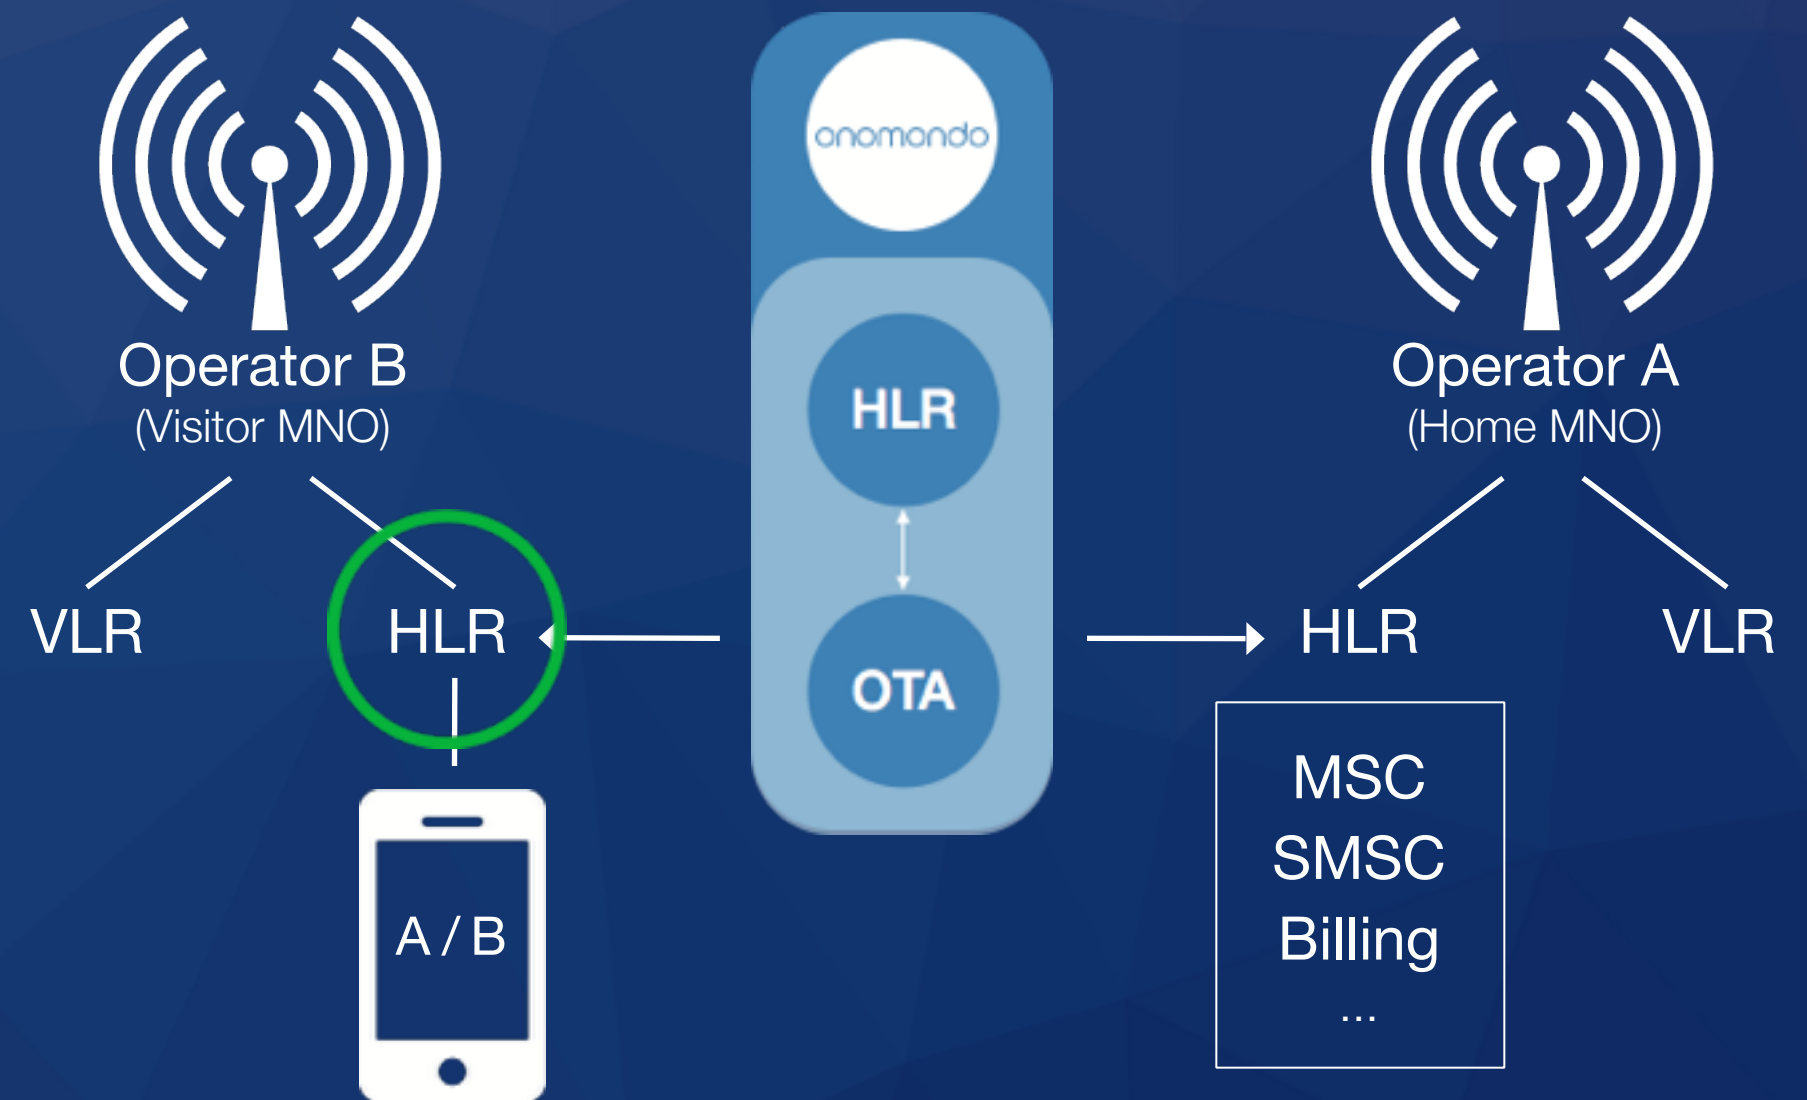 onomondo
Operator B
(Visitor MNO)
VLR
HLR
A / B
HLR
OTA
Operator A
(Home MNO)
HLR
VLR
MSC
SMSC
Billing
...